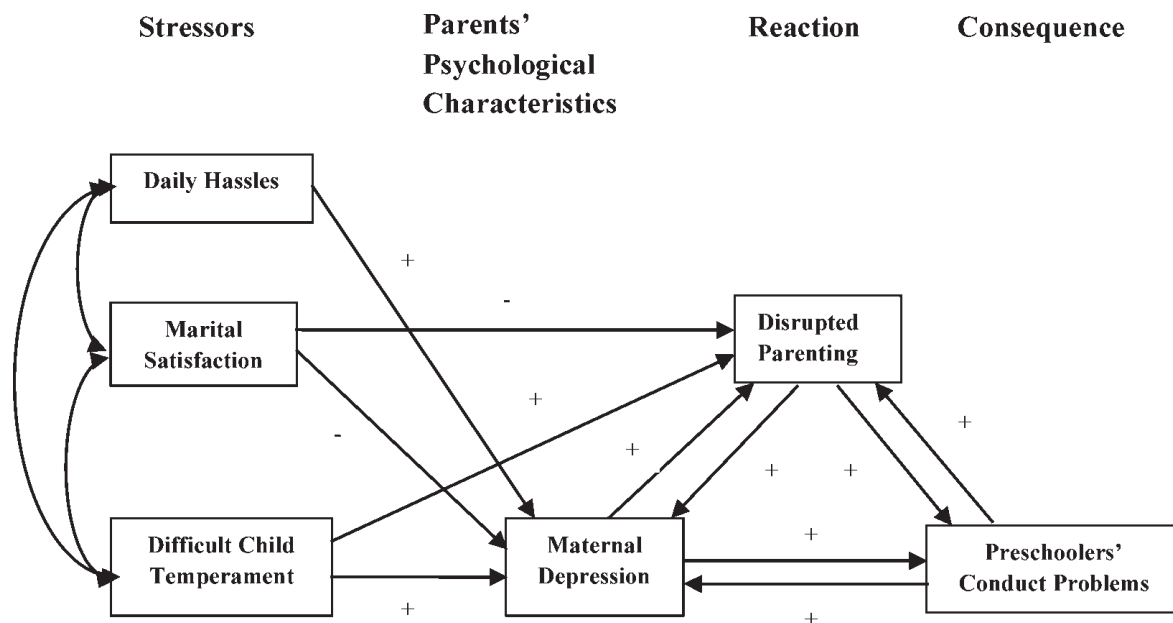 Stressors
Parents’
Psychological
Characteristics
Reaction
Consequence
Daily Hassles
+
-
Marital
Satisfaction
Disrupted
Parenting
+
-
+
+
+
+
Difficult Child
Temperament
Maternal
Depression
+
Preschoolers’
Conduct Problems
+
+